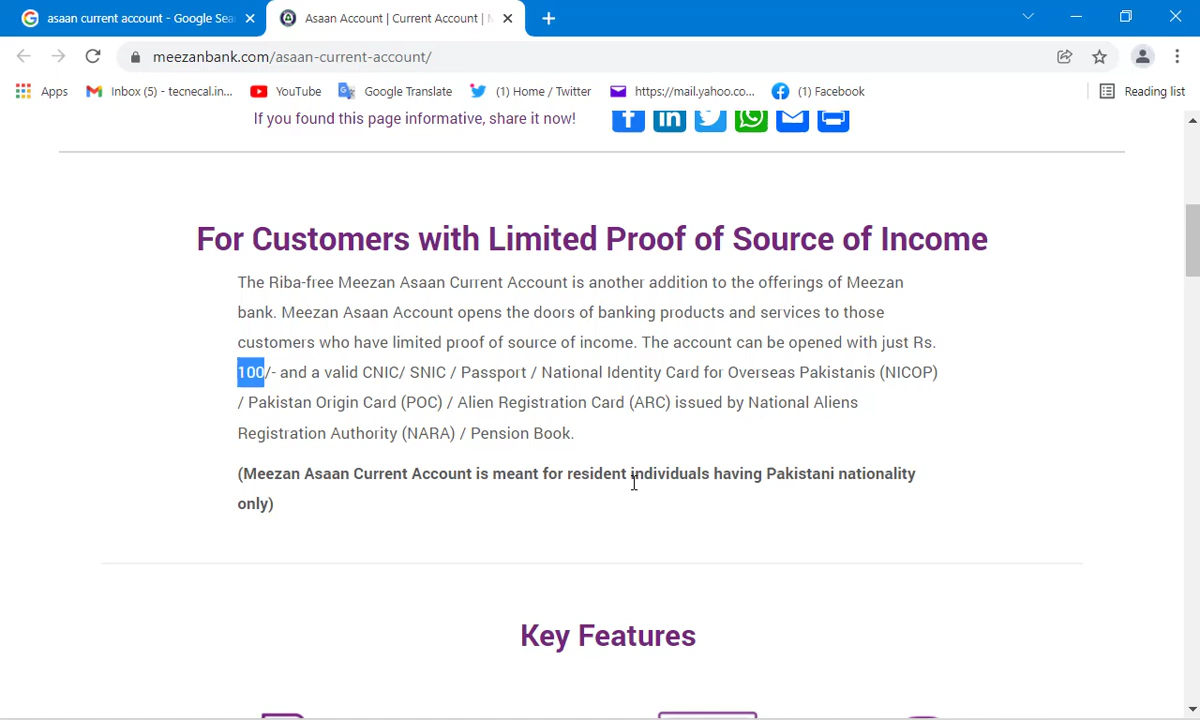 asaan current account - Google Sea
Asaan Account | Current Account |
meezanbank.com/asaan-current-account/
Apps
Inbox (5) - tecnecal.in...
YouTube
Google Translate
(1) Home / Twitter
https://mail.yahoo.co...
(1) Facebook
Reading list
If you found this page informative, share it now!
For Customers with Limited Proof of Source of Income
The Riba-free Meezan Asaan Current Account is another addition to the offerings of Meezan
bank. Meezan Asaan Account opens the doors of banking products and services to those
customers who have limited proof of source of income. The account can be opened with just Rs.
100/- and a valid CNIC/ SNIC / Passport / National Identity Card for Overseas Pakistanis (NICOP)
/ Pakistan Origin Card (POC) / Alien Registration Card (ARC) issued by National Aliens
Registration Authority (NARA) / Pension Book.
(Meezan Asaan Current Account is meant for resident individuals having Pakistani nationality
only)
Key Features